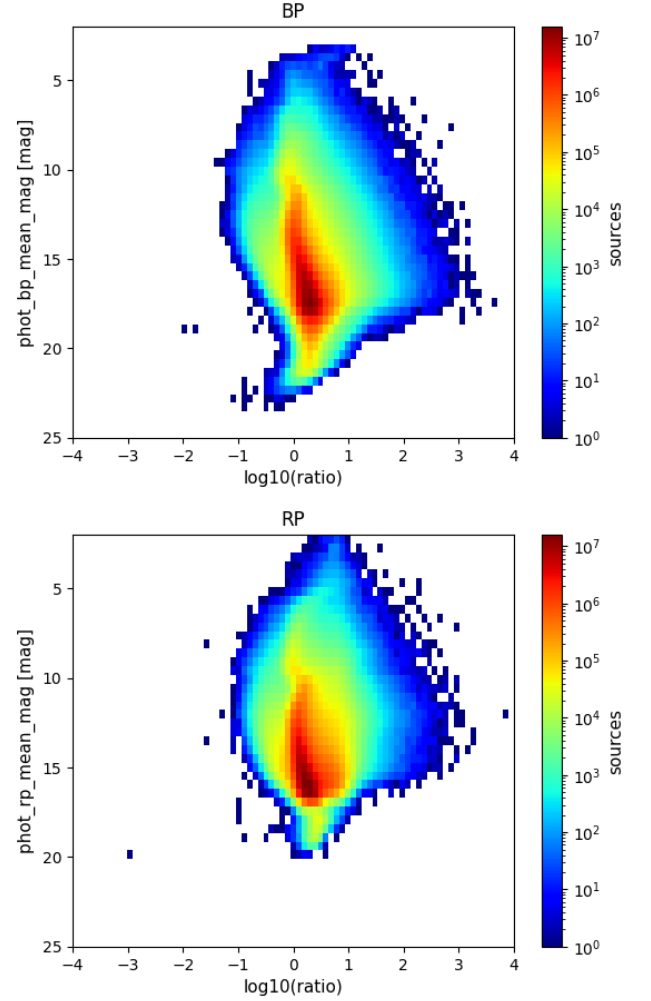 BP
5
10
15
20
25
phot_bp_mean_mag [mag]
−4 −3 −2 −1 0 1 2 3 4
log10(ratio)
10^7
10^6
10^5
10^4
10^3
10^2
10^1
10^0
sources
RP
5
10
15
20
25
phot_rp_mean_mag [mag]
−4 −3 −2 −1 0 1 2 3 4
log10(ratio)
10^7
10^6
10^5
10^4
10^3
10^2
10^1
10^0
sources